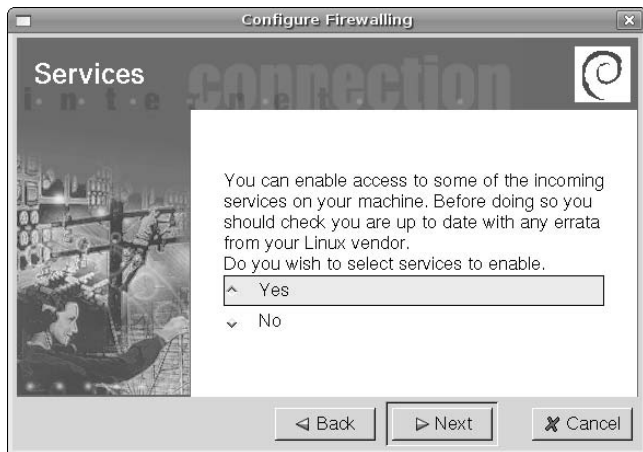 Configure Firewalling
Services
connection
internet
You can enable access to some of the incoming
services on your machine. Before doing so you
should check you are up to date with any errata
from your Linux vendor.
Do you wish to select services to enable.
Yes
No
Back
Next
Cancel